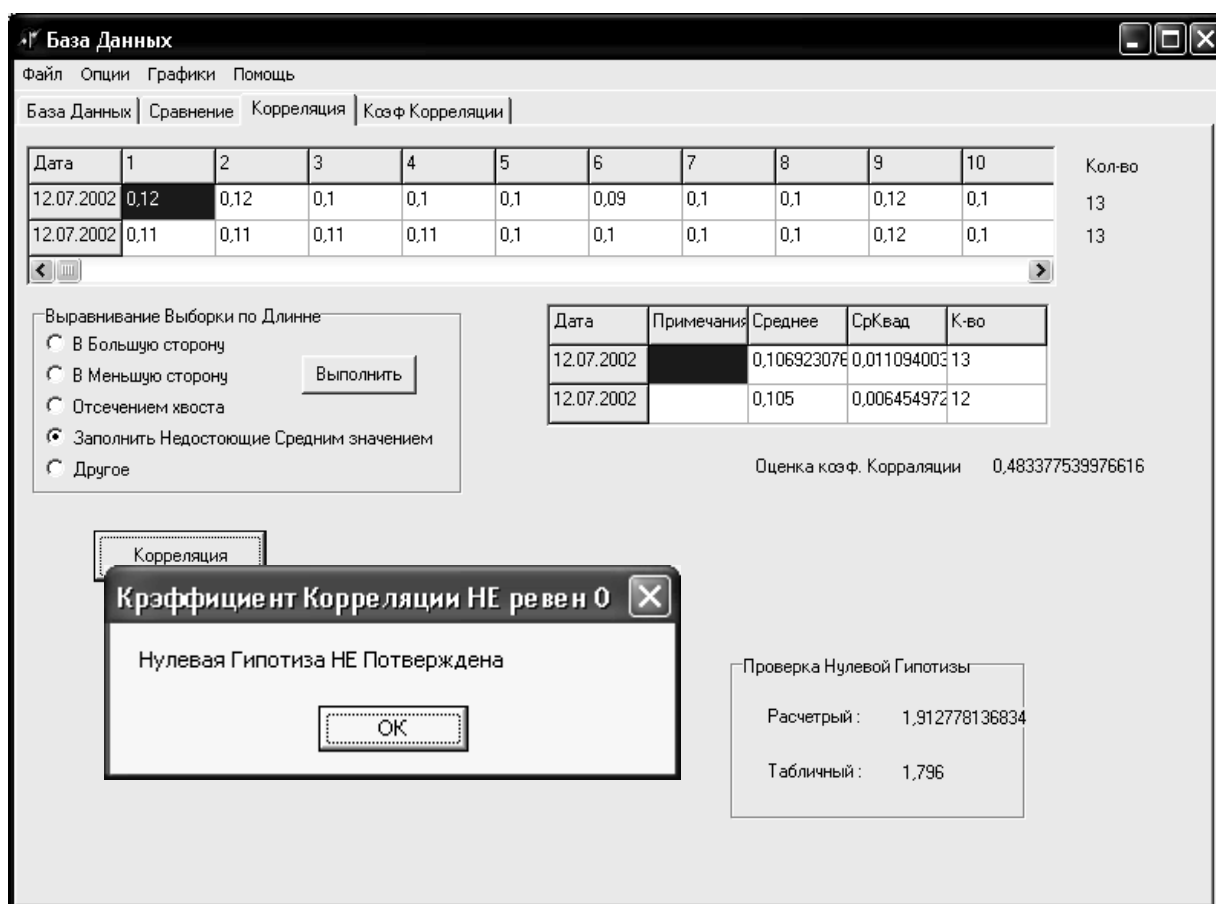 База Данных
Файл Опции Графики Помощь
База Данных Сравнение Корреляция Коэф Корреляции
Дата 1 2 3 4 5 6 7 8 9 10 Кол-во
12.07.2002 0,12 0,12 0,1 0,1 0,1 0,09 0,1 0,1 0,12 0,1 13
12.07.2002 0,11 0,11 0,11 0,11 0,1 0,1 0,1 0,1 0,12 0,1 13
Выравнивание Выборки по Длинне
В Большую сторону
В Меньшую сторону
Отсечением хвоста
Заполнить Недостоющие Средним значением
Другое
Выполнить
Дата Примечания Среднее СрКвад К-во
12.07.2002 0,106923076 0,011094003 13
12.07.2002 0,105 0,006454972 12
Оценка коэф. Корраляции 0,483377539976616
Корреляция
Крэффициент Корреляции НЕ ревен 0
Нулевая Гипотиза НЕ Потверждена
OK
Проверка Нулевой Гипотизы
Расчетрый : 1,912778136834
Табличный : 1,796